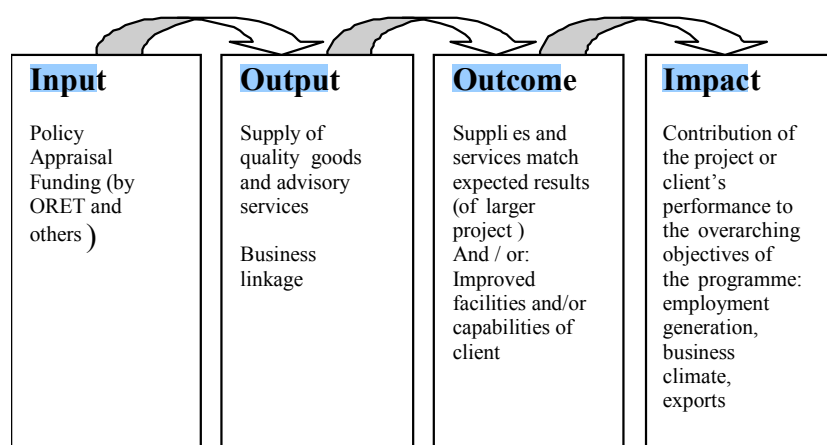 Input
Policy
Appraisal
Funding (by
ORET and
others )
Output
Supply of
quality goods
and advisory
services
Business
linkage
Outcome
Suppli es and
services match
expected results
(of larger
project )
And / or:
Improved
facilities and/or
capabilities of
client
Impact
Contribution of
the project or
client's
performance to
the overarching
objectives of
the programme:
employment
generation,
business
climate,
exports